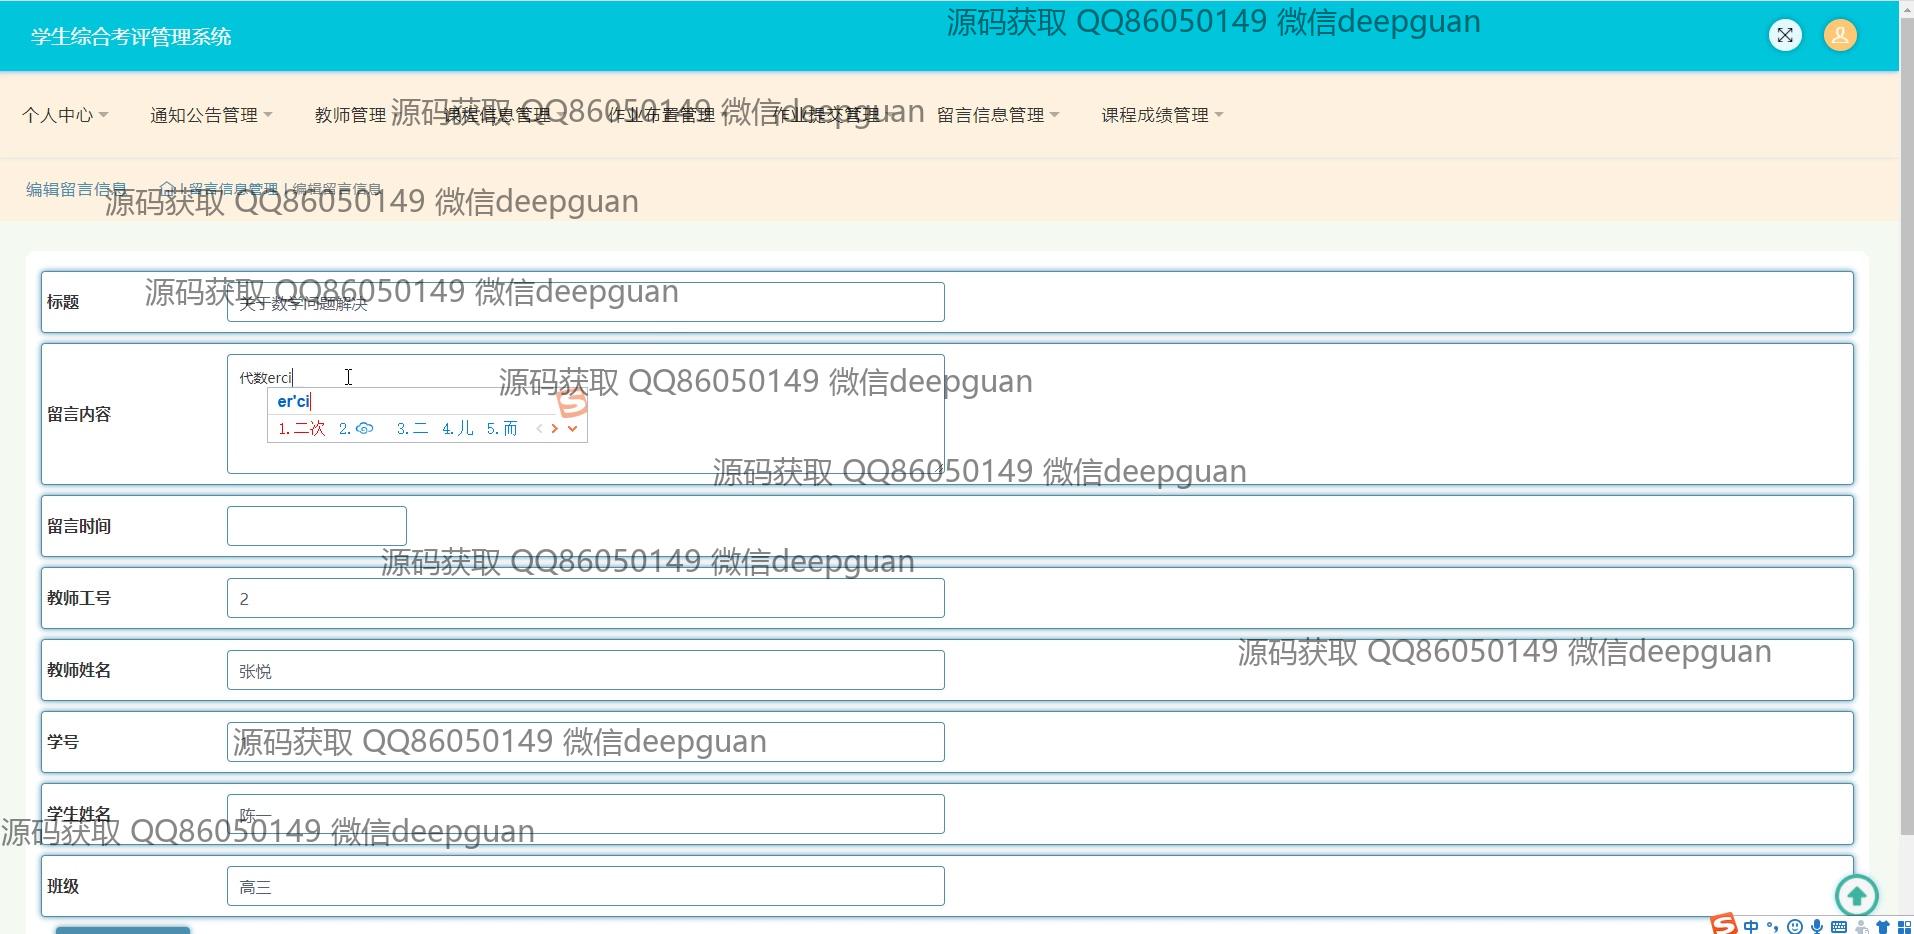 学生综合考评管理系统
源码获取 QQ86050149 微信deepguan
个人中心 通知公告管理 教师管理 课程信息管理 作业布置管理 作业提交管理 留言信息管理 课程成绩管理
源码获取 QQ86050149 微信deepguan
编辑留言信息 | 留言信息管理 | 编辑留言信息
源码获取 QQ86050149 微信deepguan
源码获取 QQ86050149 微信deepguan
标题 关于数学问题解决
代数erci
源码获取 QQ86050149 微信deepguan
er'ci
留言内容
1.二次 2. 3.二 4.儿 5.而
源码获取 QQ86050149 微信deepguan
留言时间
源码获取 QQ86050149 微信deepguan
教师工号 2
源码获取 QQ86050149 微信deepguan
教师姓名 张悦
学号
源码获取 QQ86050149 微信deepguan
学生姓名 陈一
源码获取 QQ86050149 微信deepguan
班级 高三
中